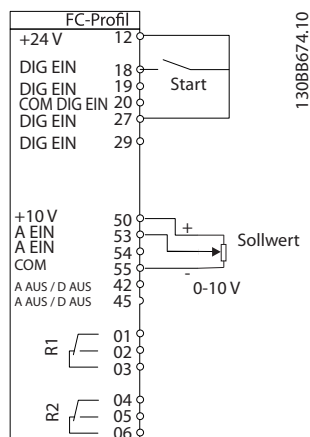 FC-Profil
+24 V 12
DIG EIN 18
DIG EIN 19
COM DIG EIN 20
DIG EIN 27
DIG EIN 29
Start
+10 V 50
A EIN 53
A EIN 54
COM 55
A AUS / D AUS 42
A AUS / D AUS 45
+
-
Sollwert
0-10 V
R1
01
02
03
R2
04
05
06
130BB674.10